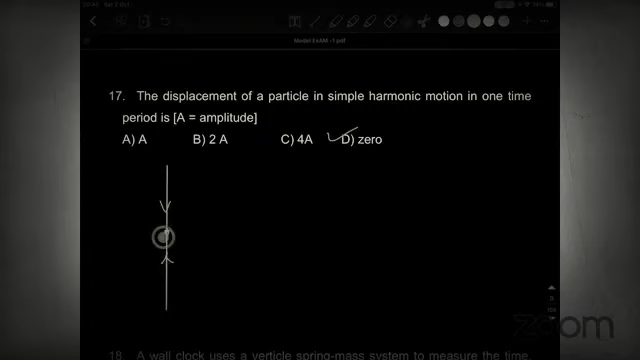 Model ExAM -1.pdf
17. The displacement of a particle in simple harmonic motion in one time
period is [A = amplitude]
A) A B) 2 A C) 4A D) zero
zoom
18 A wall clock uses a verticle spring-mass system to measure the time